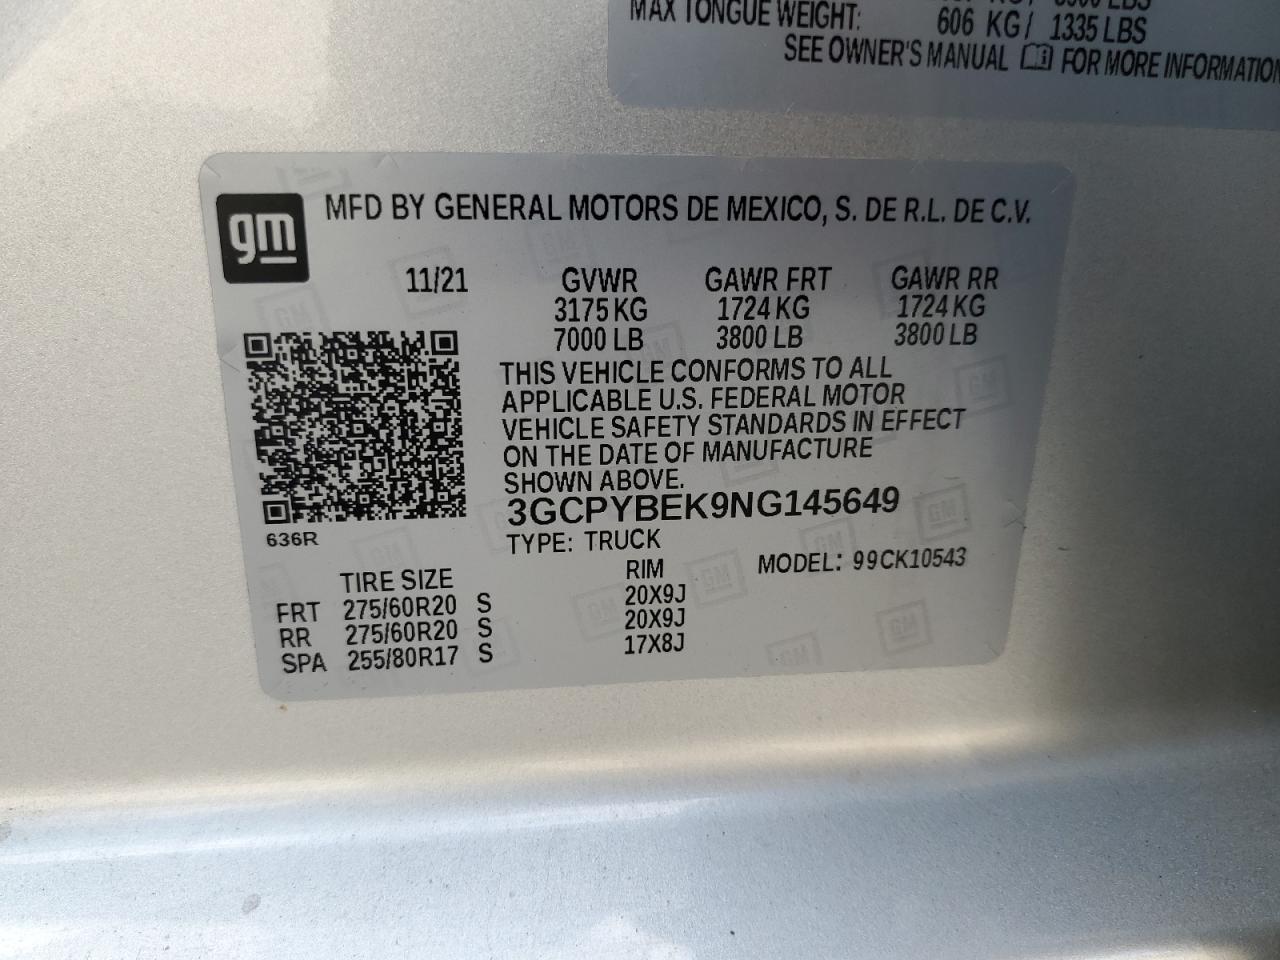 MAX TONGUE WEIGHT: 606 KG/ 1335 LBS
SEE OWNER'S MANUAL FOR MORE INFORMATION
gm
MFD BY GENERAL MOTORS DE MEXICO, S. DE R.L. DE C.V.
11/21 GVWR GAWR FRT GAWR RR
3175 KG 1724 KG 1724 KG
7000 LB 3800 LB 3800 LB
THIS VEHICLE CONFORMS TO ALL
APPLICABLE U.S. FEDERAL MOTOR
VEHICLE SAFETY STANDARDS IN EFFECT
ON THE DATE OF MANUFACTURE
SHOWN ABOVE.
3GCPYBEK9NG145649
636R
TYPE: TRUCK
MODEL: 99CK10543
TIRE SIZE RIM
FRT 275/60R20 S 20X9J
RR 275/60R20 S 20X9J
SPA 255/80R17 S 17X8J